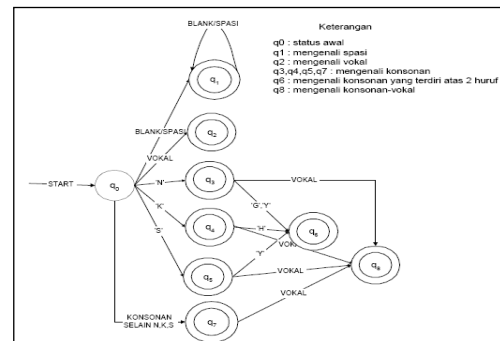 BLANK/SPASI
Keterangan
q0 : status awal
q1 : mengenali spasi
q2 : mengenali vokal
q3,q4,q5,q7 : mengenali konsonan
q6 : mengenali konsonan yang terdiri atas 2 huruf
q8 : mengenali konsonan-vokal
q1
BLANK/SPASI
q2
VOKAL
START
q0
'N'
q3
VOKAL
'G','Y'
'K'
q4
'H'
q6
VOKAL
'S'
'Y'
q5
VOKAL
KONSONAN
SELAIN N,K,S
q7
VOKAL